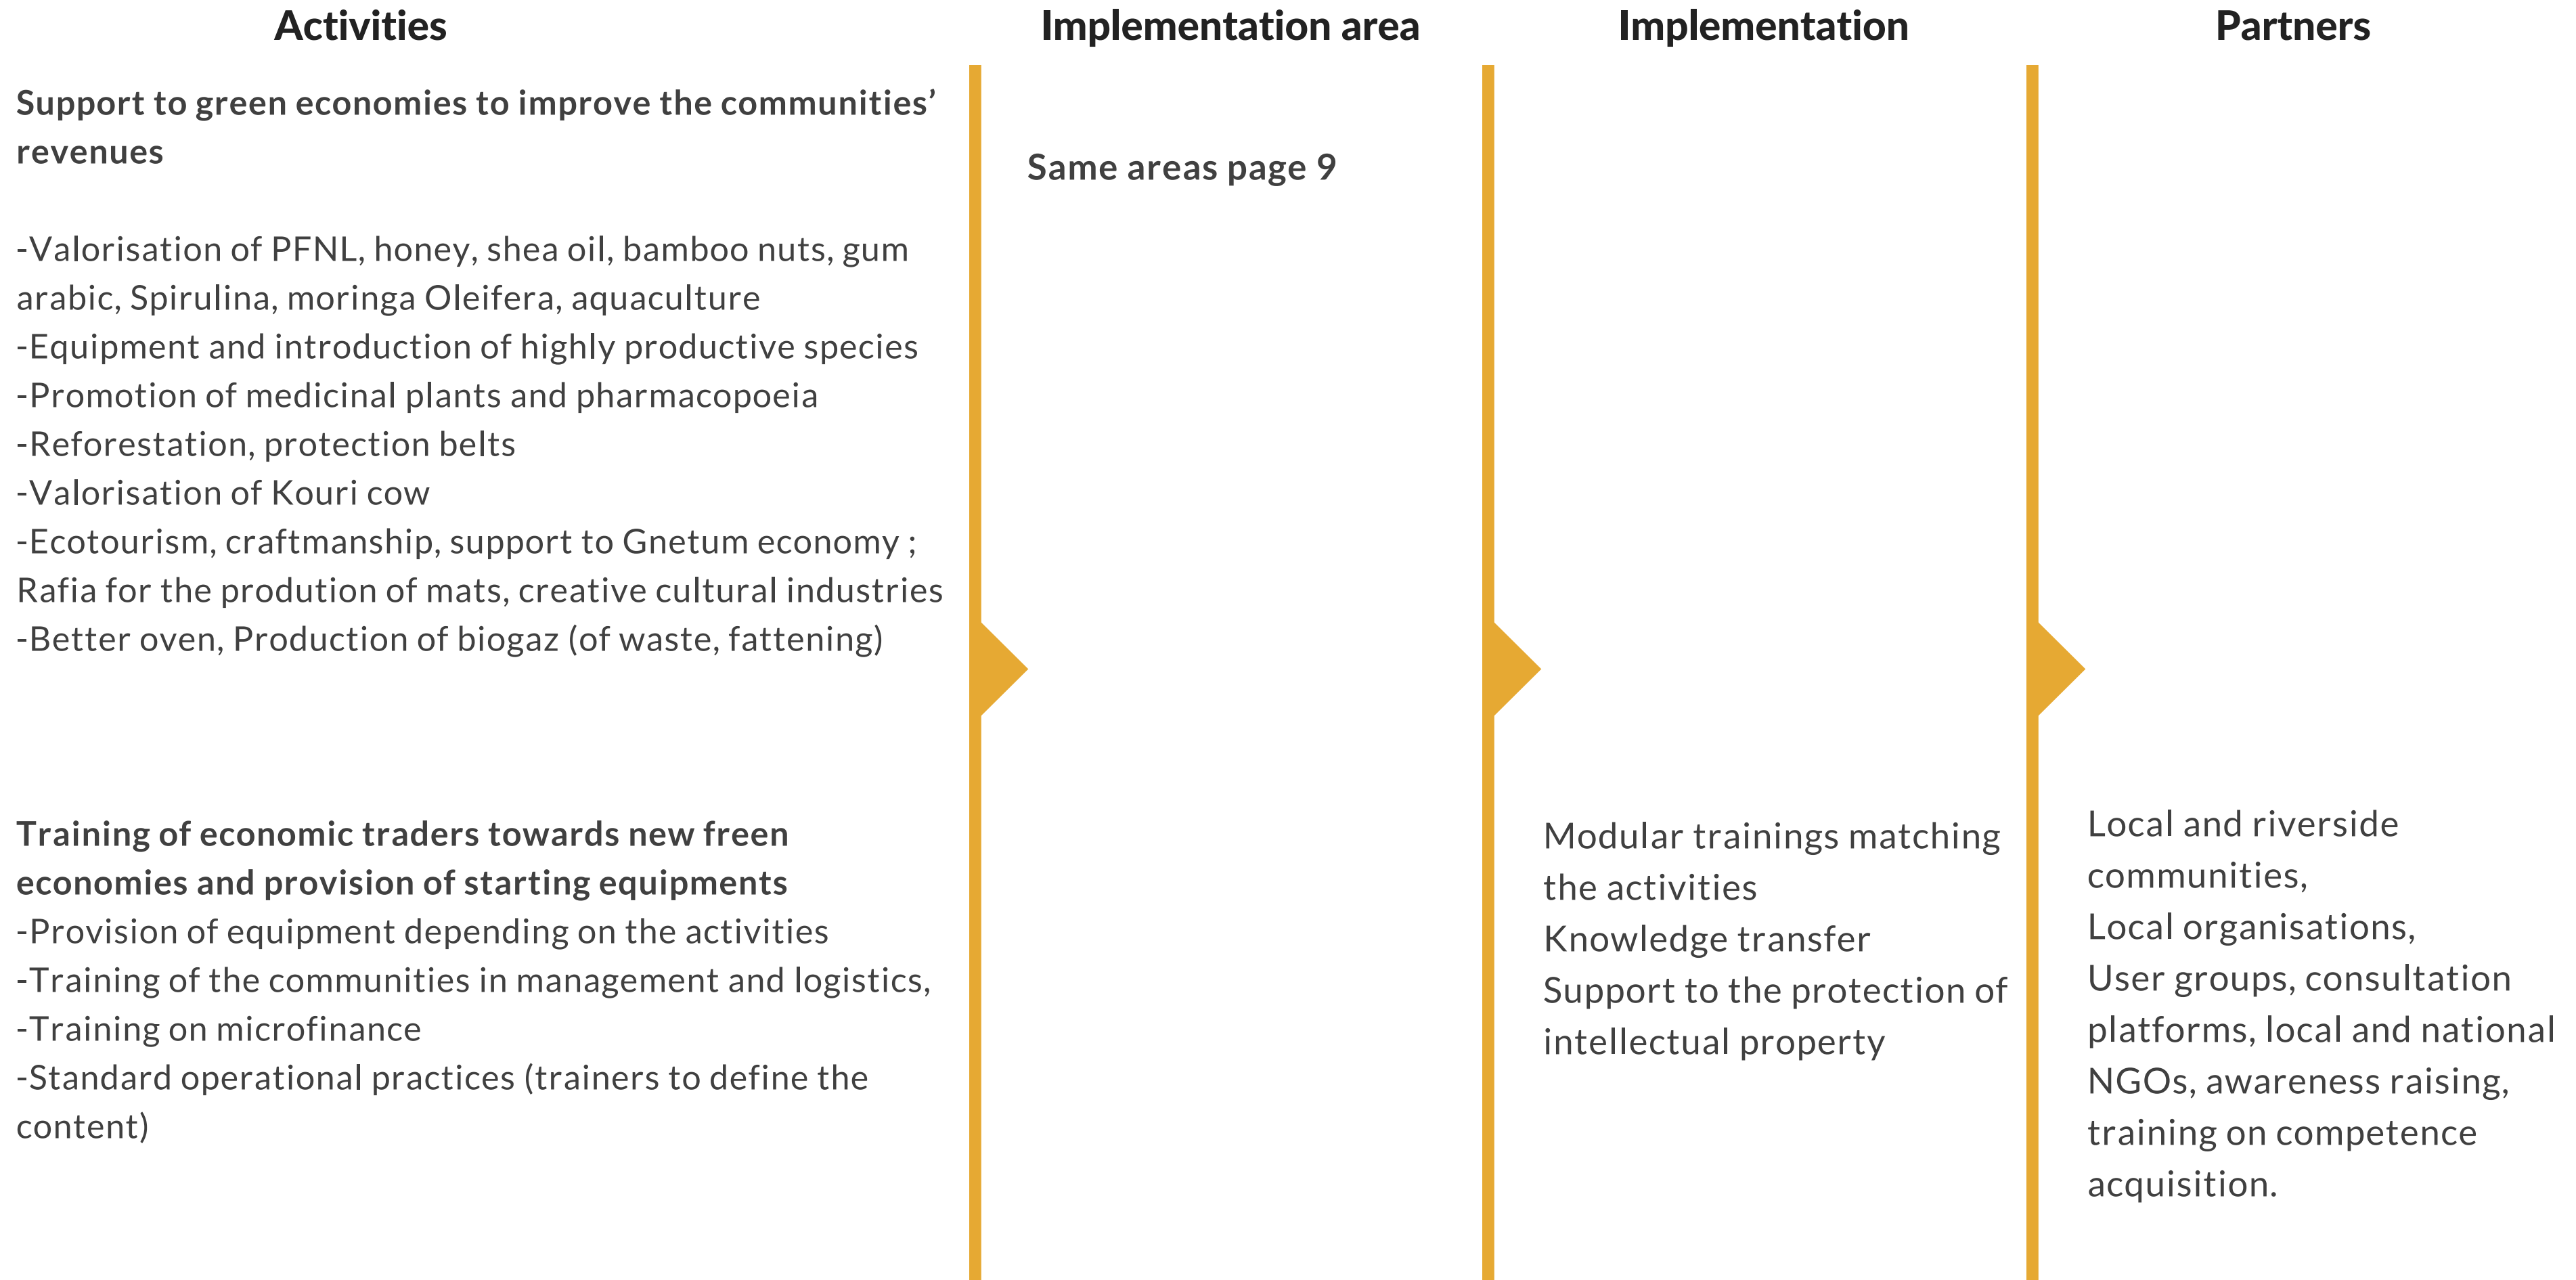 Activities
Implementation area
Implementation
Partners
Support to green economies to improve the communities’
revenues
Same areas page 9
-Valorisation of PFNL, honey, shea oil, bamboo nuts, gum
arabic, Spirulina, moringa Oleifera, aquaculture
-Equipment and introduction of highly productive species
-Promotion of medicinal plants and pharmacopoeia
-Reforestation, protection belts
-Valorisation of Kouri cow
-Ecotourism, craftmanship, support to Gnetum economy ;
Rafia for the prodution of mats, creative cultural industries
-Better oven, Production of biogaz (of waste, fattening)
Training of economic traders towards new freen
economies and provision of starting equipments
-Provision of equipment depending on the activities
-Training of the communities in management and logistics,
-Training on microfinance
-Standard operational practices (trainers to define the
content)
Modular trainings matching
the activities
Knowledge transfer
Support to the protection of
intellectual property
Local and riverside
communities,
Local organisations,
User groups, consultation
platforms, local and national
NGOs, awareness raising,
training on competence
acquisition.